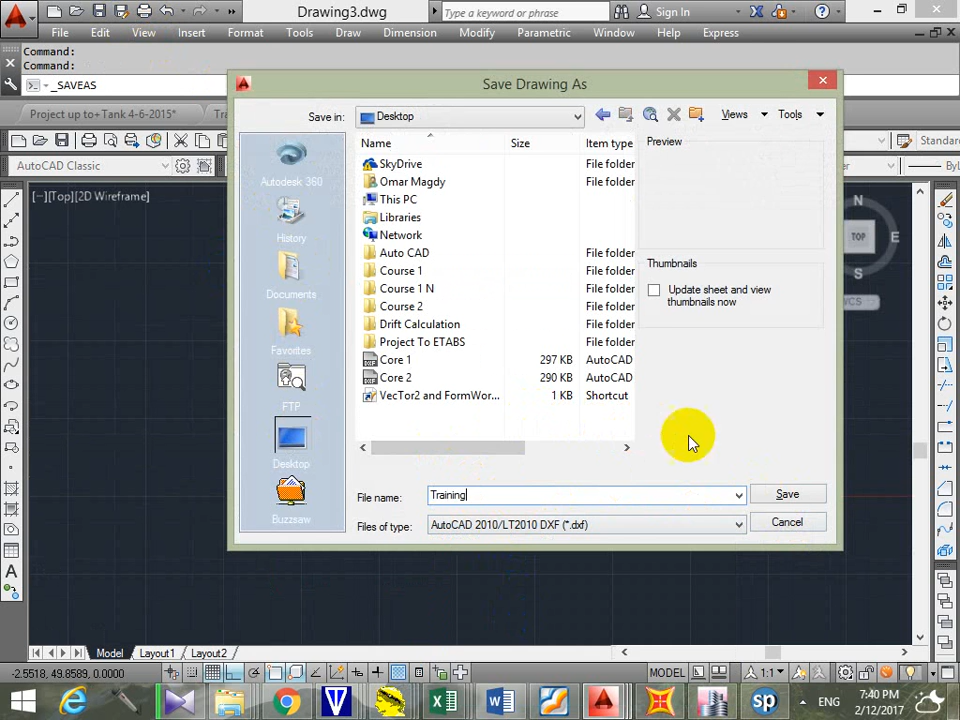 Drawing3.dwg
Type a keyword or phrase
Sign In
File Edit View Insert Format Tools Draw Dimension Modify Parametric Window Help Express
Command:
Command:
_SAVEAS
Project up to+ Tank 4-6-2015*
AutoCAD Classic
Standar
[−][Top][2D Wireframe]
N
TOP
E
S
WCS
Save Drawing As
Save in:
Desktop
Views
Tools
Name Size Item type
SkyDrive File folder
Omar Magdy File folder
This PC
Libraries
Network
Auto CAD File folder
Course 1 File folder
Course 1 N File folder
Course 2 File folder
Drift Calculation File folder
Project To ETABS File folder
Core 1 297 KB AutoCAD
Core 2 290 KB AutoCAD
VecTor2 and FormWor... 1 KB Shortcut
Autodesk 360
History
Documents
Favorites
FTP
Desktop
Buzzsaw
Preview
Thumbnails
Update sheet and view
thumbnails now
File name:
Training
Save
Files of type:
AutoCAD 2010/LT2010 DXF (*.dxf)
Cancel
Model Layout1 Layout2
-2.5518, 49.8589, 0.0000
MODEL
1:1
ENG
7:40 PM
2/12/2017